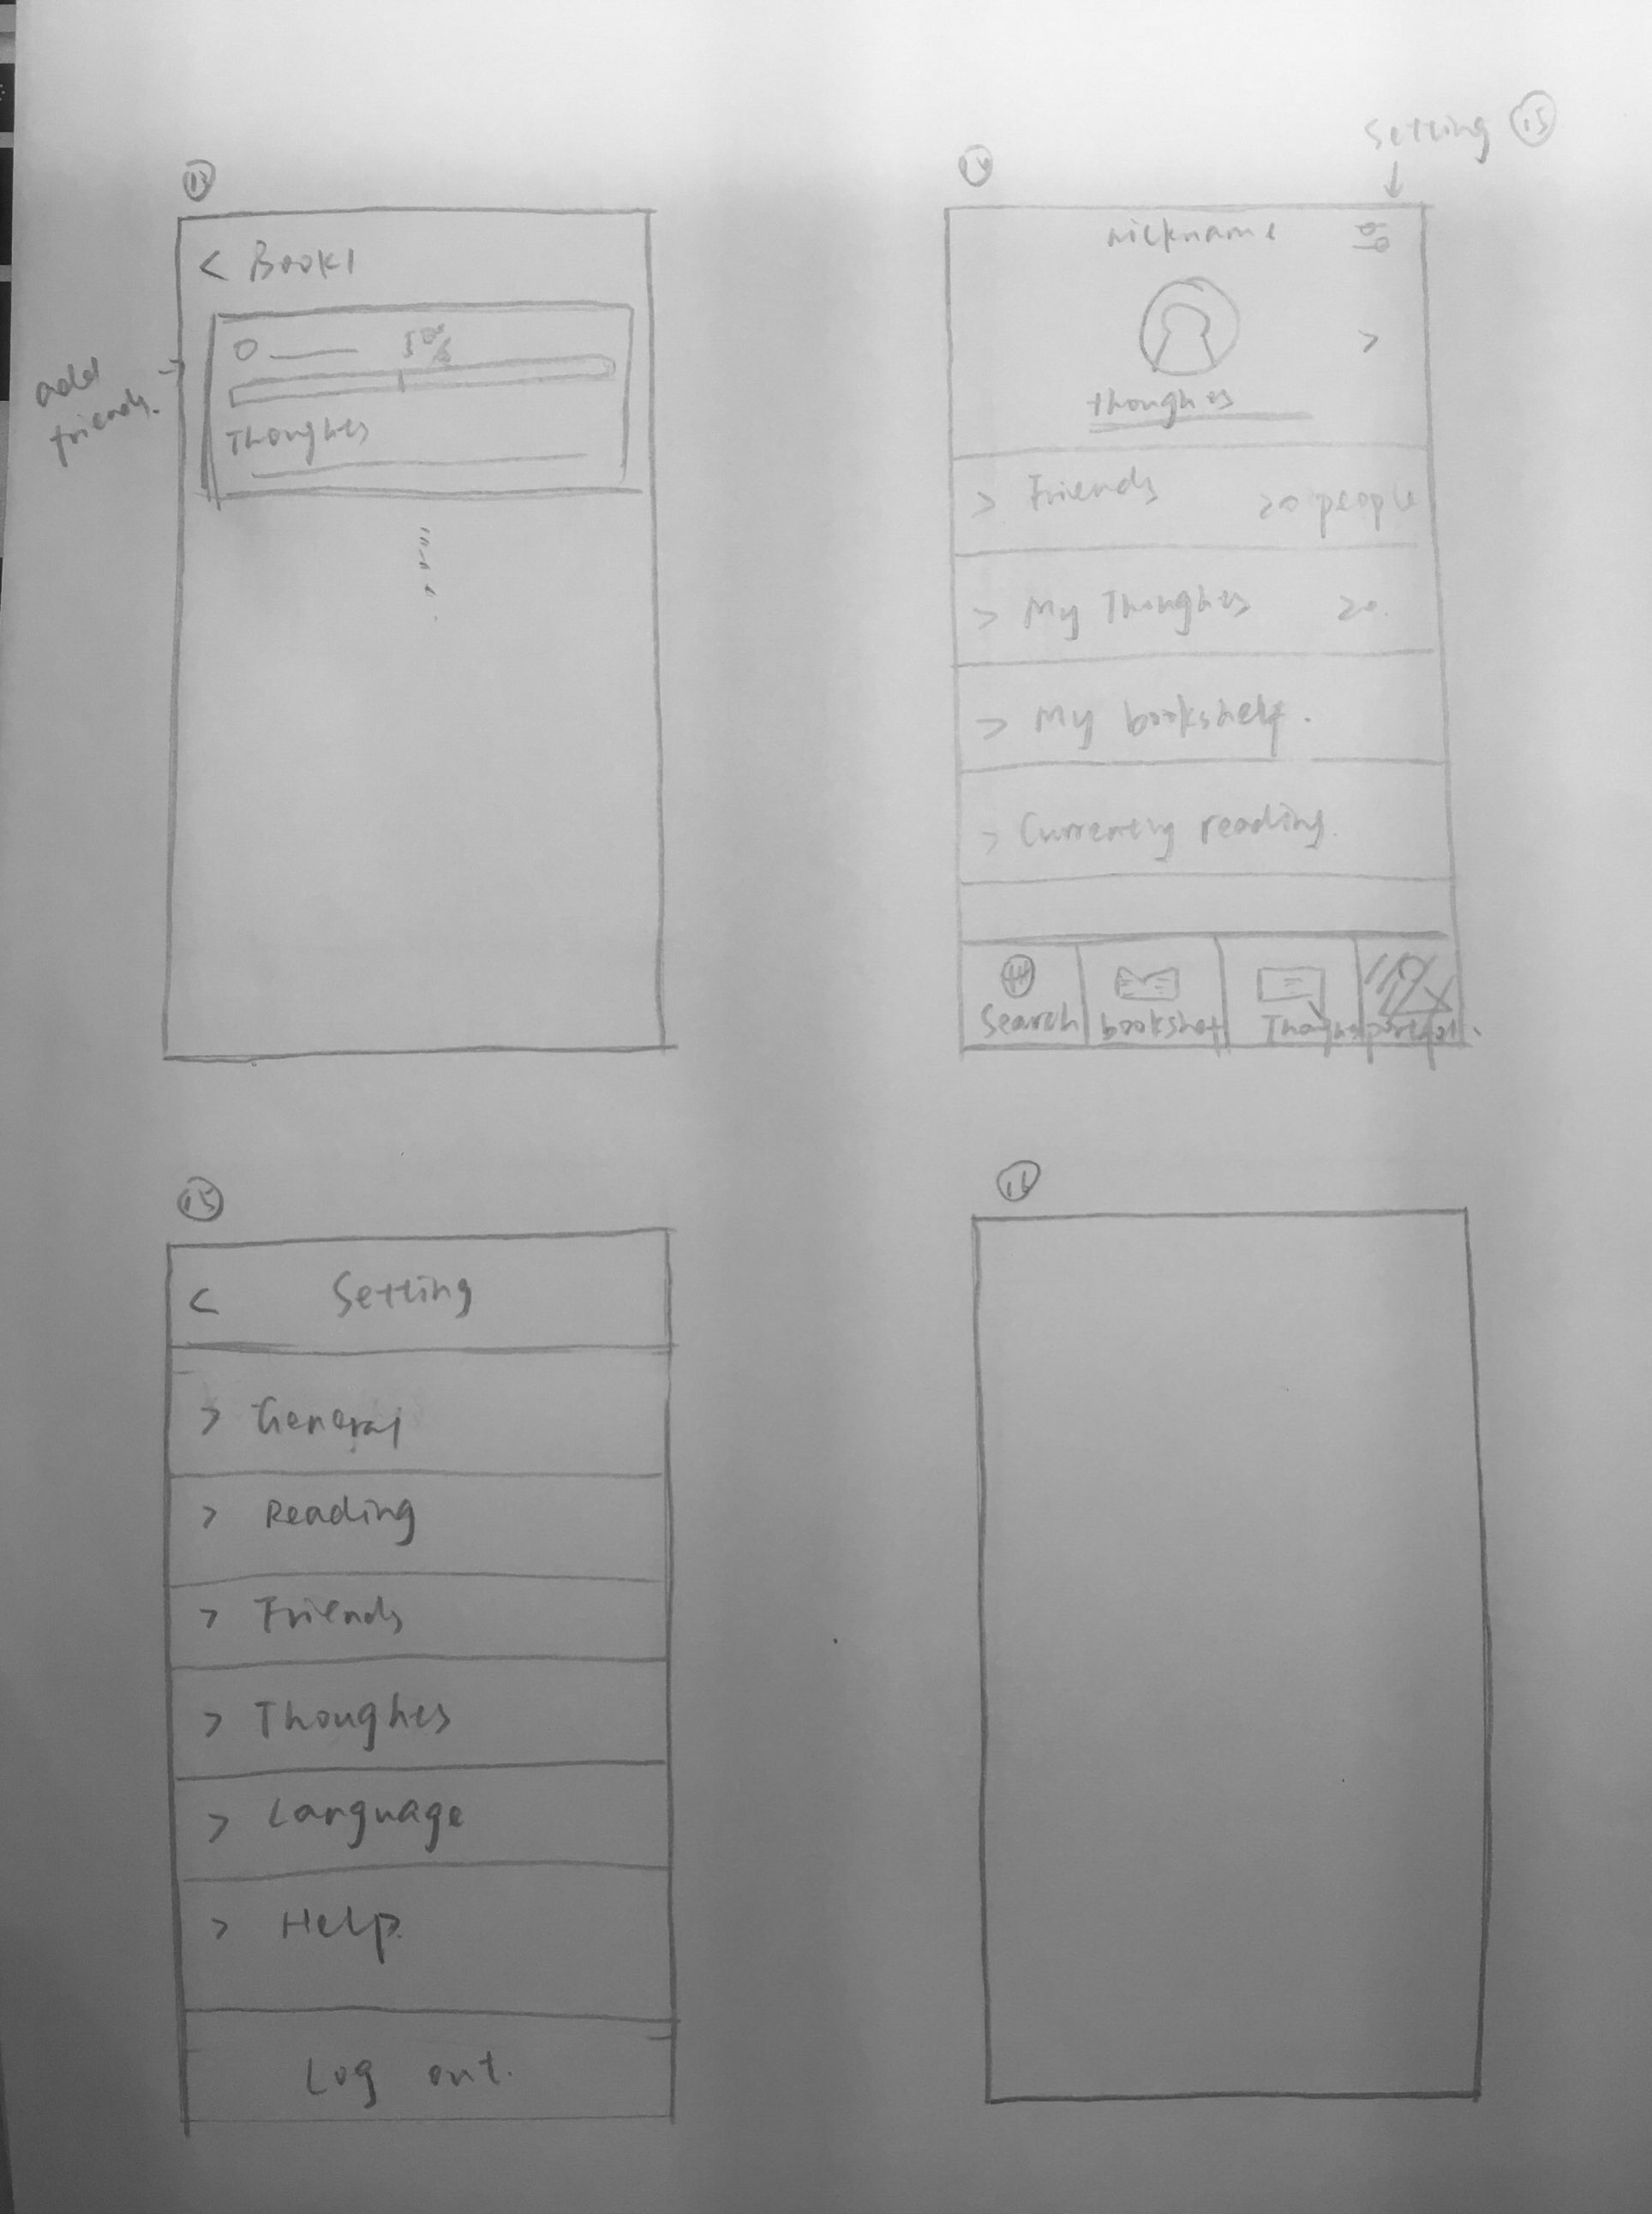 13
< Book1
50%
Thoughts
add
friends.
14
Setting 15
nickname
thoughts
> Friends 20 people
> My Thoughts 20.
> My bookshelf.
> Currently reading.
Search bookshelf Thoughts
15
< Setting
> General
> Reading
> Friends
> Thoughts
> Language
> Help.
Log out.
16